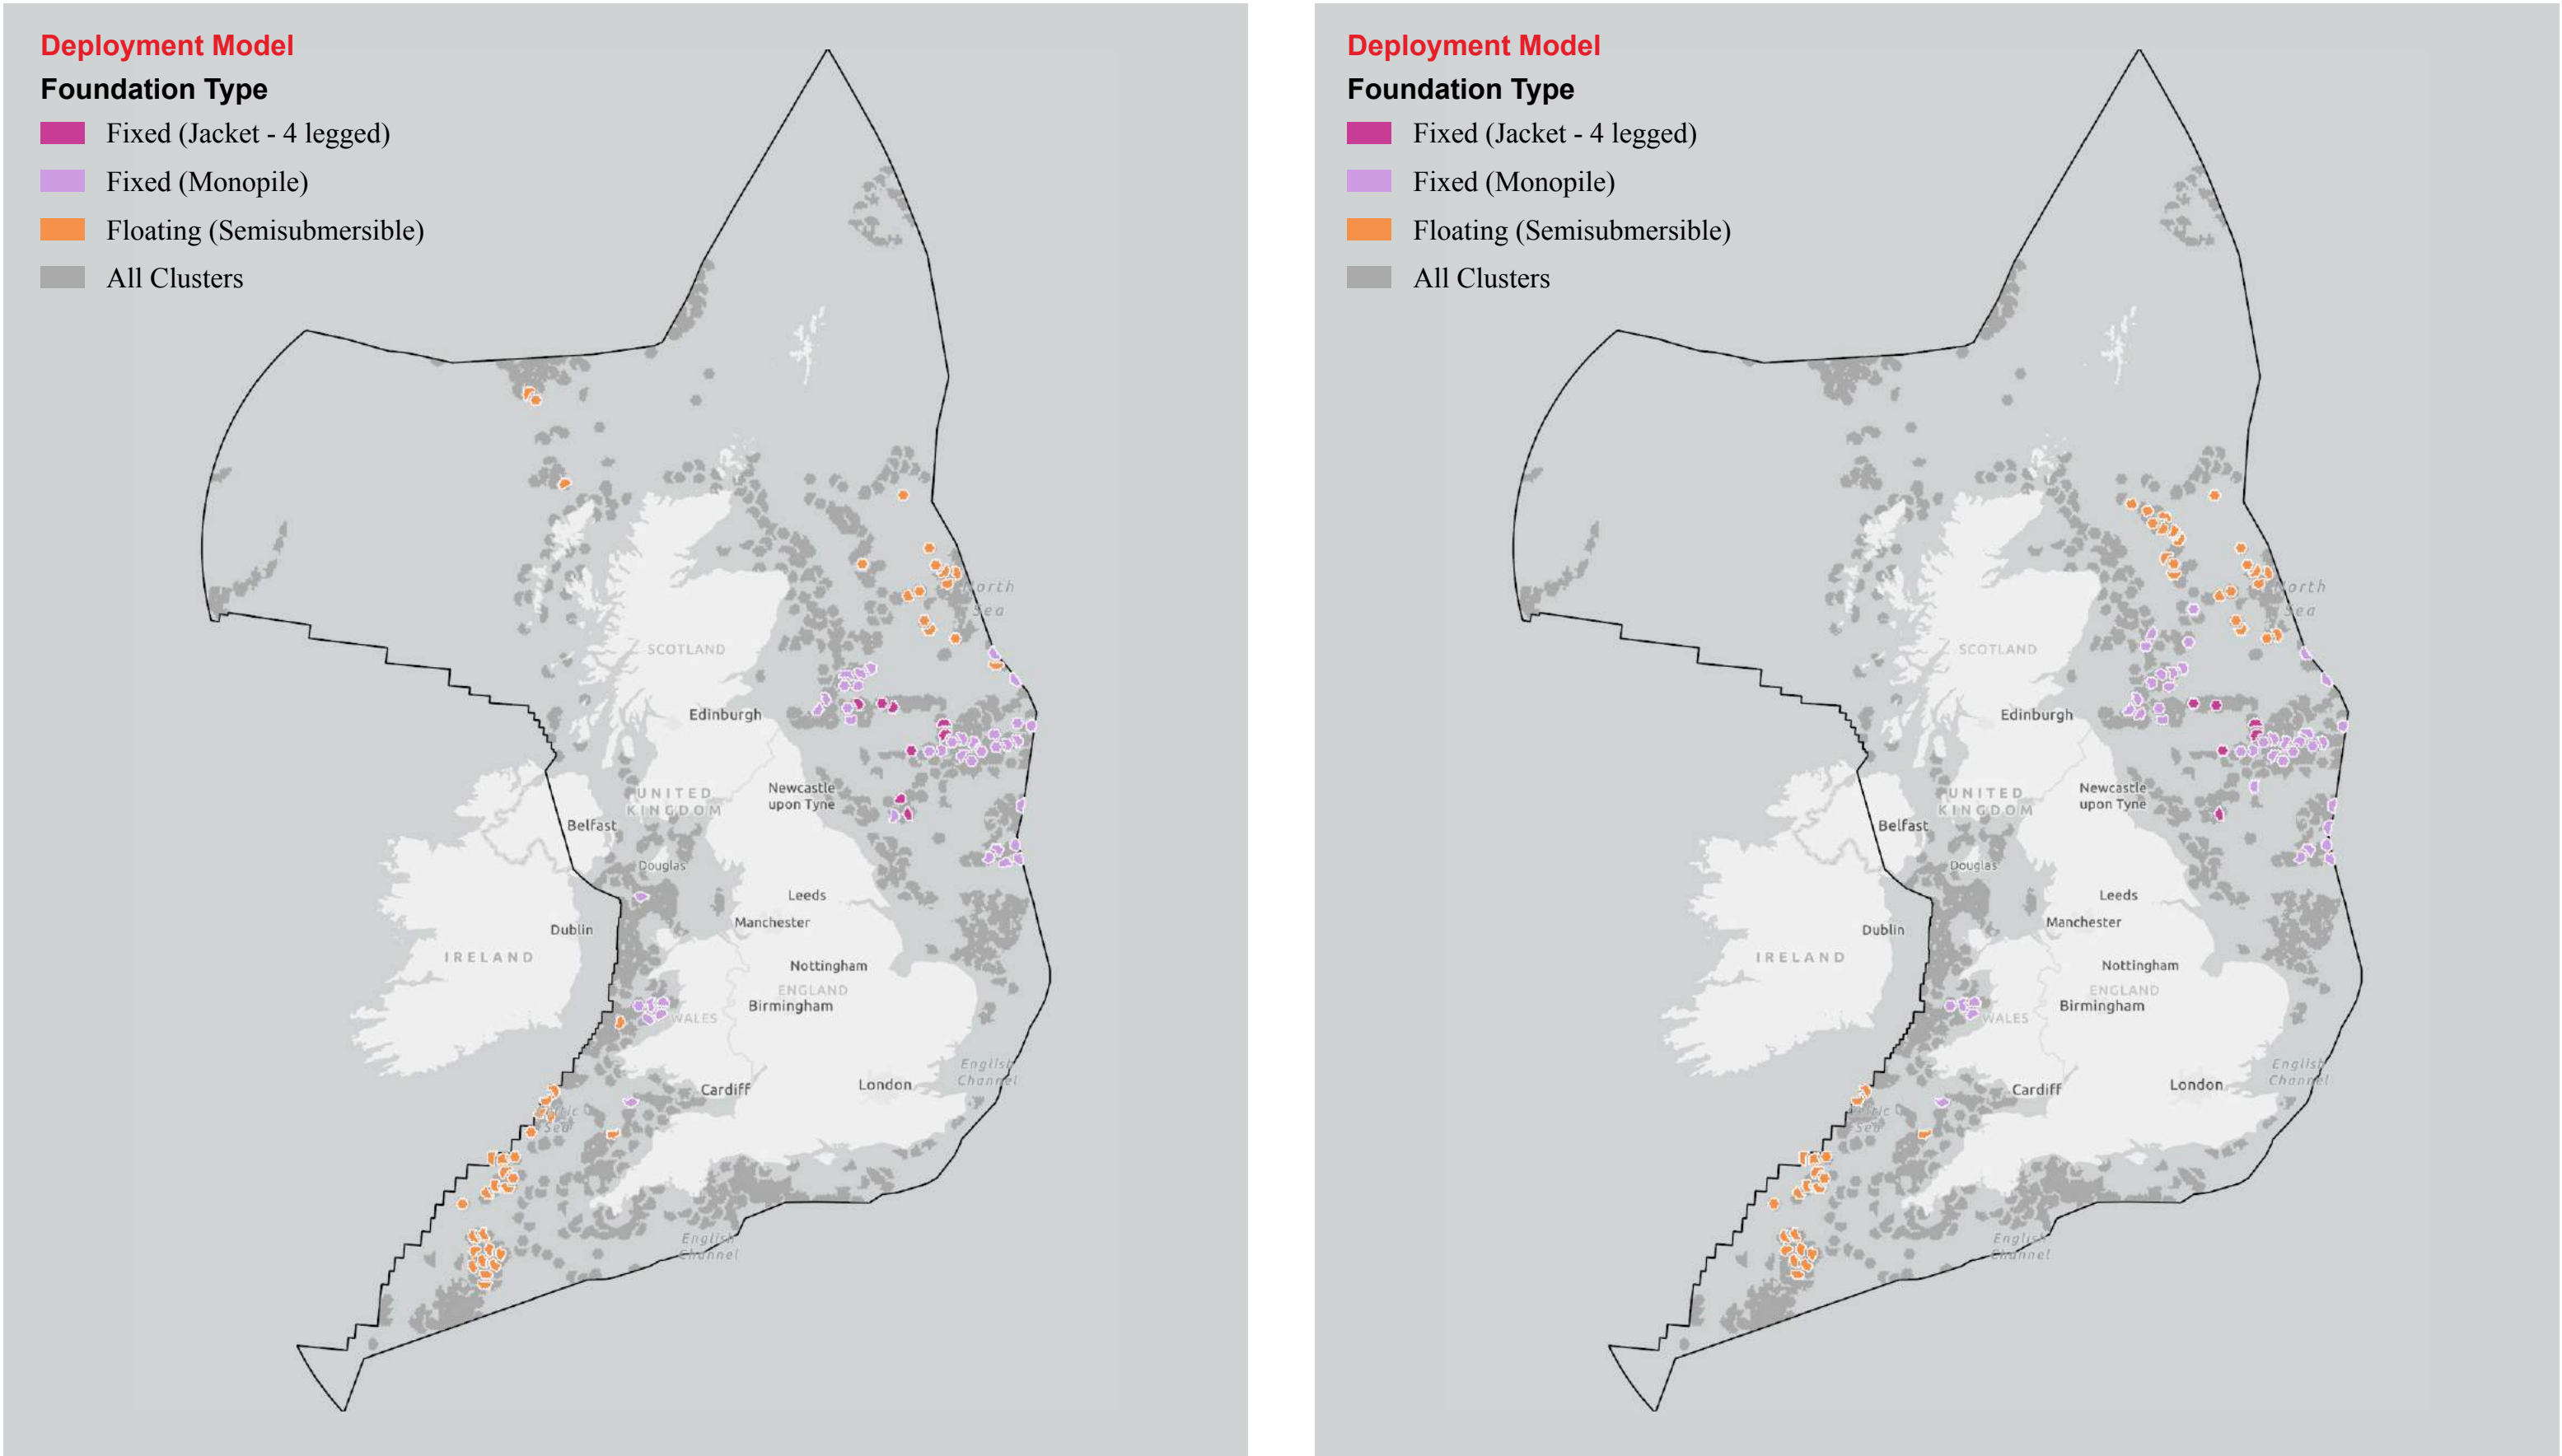 Deployment Model
Foundation Type
Fixed (Jacket - 4 legged)
Fixed (Monopile)
Floating (Semisubmersible)
All Clusters
North
Sea
SCOTLAND
Edinburgh
UNITED
KINGDOM
Newcastle
upon Tyne
Belfast
Douglas
Leeds
Manchester
Dublin
IRELAND
Nottingham
ENGLAND
Birmingham
WALES
English
Channel
Cardiff
London
Sea
English
Channel
Deployment Model
Foundation Type
Fixed (Jacket - 4 legged)
Fixed (Monopile)
Floating (Semisubmersible)
All Clusters
North
Sea
SCOTLAND
Edinburgh
UNITED
KINGDOM
Newcastle
upon Tyne
Belfast
Douglas
Leeds
Manchester
Dublin
IRELAND
Nottingham
ENGLAND
Birmingham
WALES
English
Channel
Cardiff
London
Sea
English
Channel